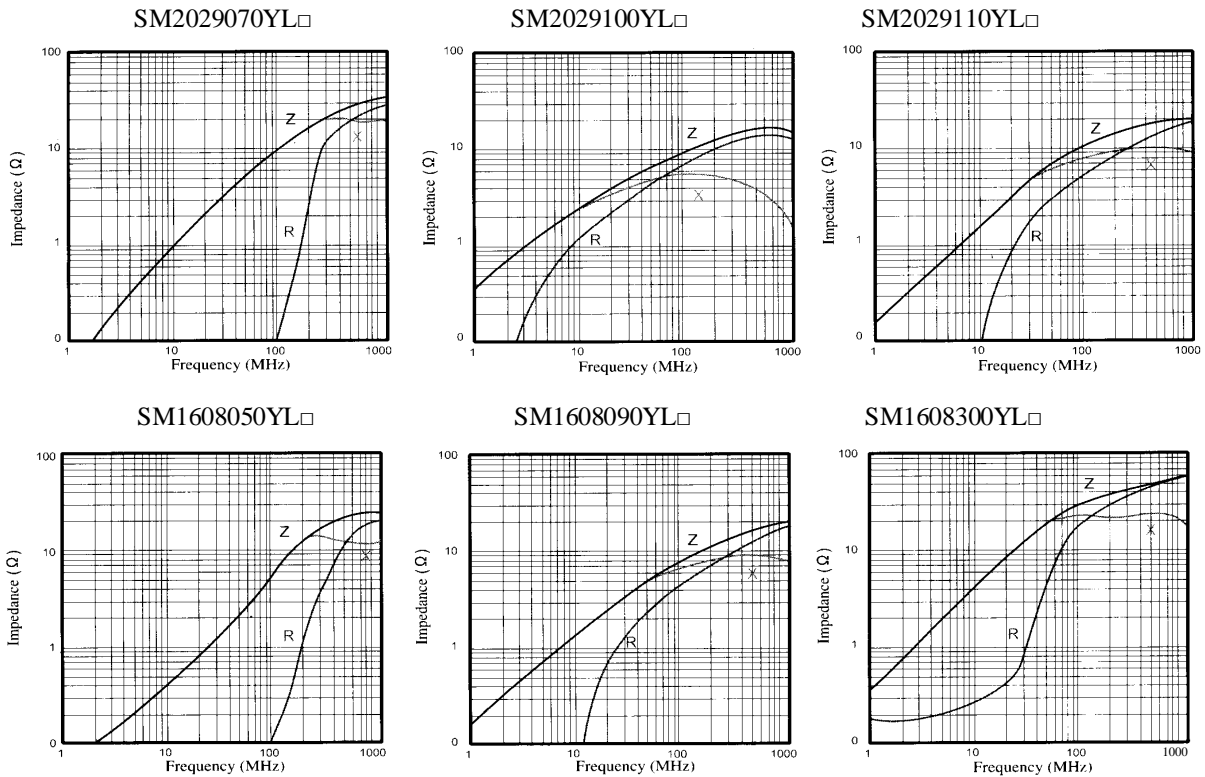 SM2029070YL□
SM2029100YL□
SM2029110YL□
100
10
1
0
Impedance (Ω)
Z
R
X
1
10
100
1000
Frequency (MHz)
100
10
1
0
Impedance (Ω)
Z
R
X
1
10
100
1000
Frequency (MHz)
100
10
1
0
Impedance (Ω)
Z
R
X
1
10
100
1000
Frequency (MHz)
SM1608050YL□
SM1608090YL□
SM1608300YL□
100
10
1
0
Impedance (Ω)
Z
R
X
1
10
100
1000
Frequency (MHz)
100
10
1
0
Impedance (Ω)
Z
R
X
1
10
100
1000
Frequency (MHz)
100
10
1
0
Impedance (Ω)
Z
R
X
1
10
100
1000
Frequency (MHz)